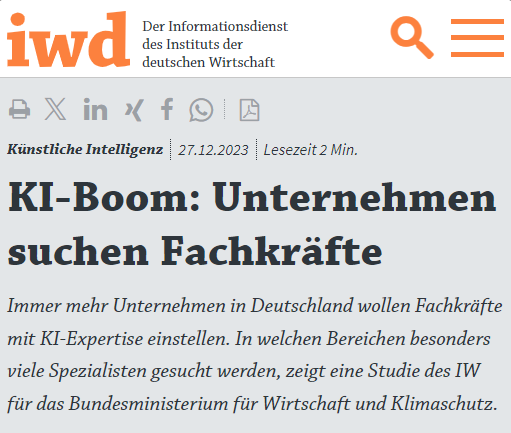 iwd
Der Informationsdienst
des Instituts der
deutschen Wirtschaft
Künstliche Intelligenz 27.12.2023 Lesezeit 2 Min.
KI-Boom: Unternehmen
suchen Fachkräfte
Immer mehr Unternehmen in Deutschland wollen Fachkräfte
mit KI-Expertise einstellen. In welchen Bereichen besonders
viele Spezialisten gesucht werden, zeigt eine Studie des IW
für das Bundesministerium für Wirtschaft und Klimaschutz.